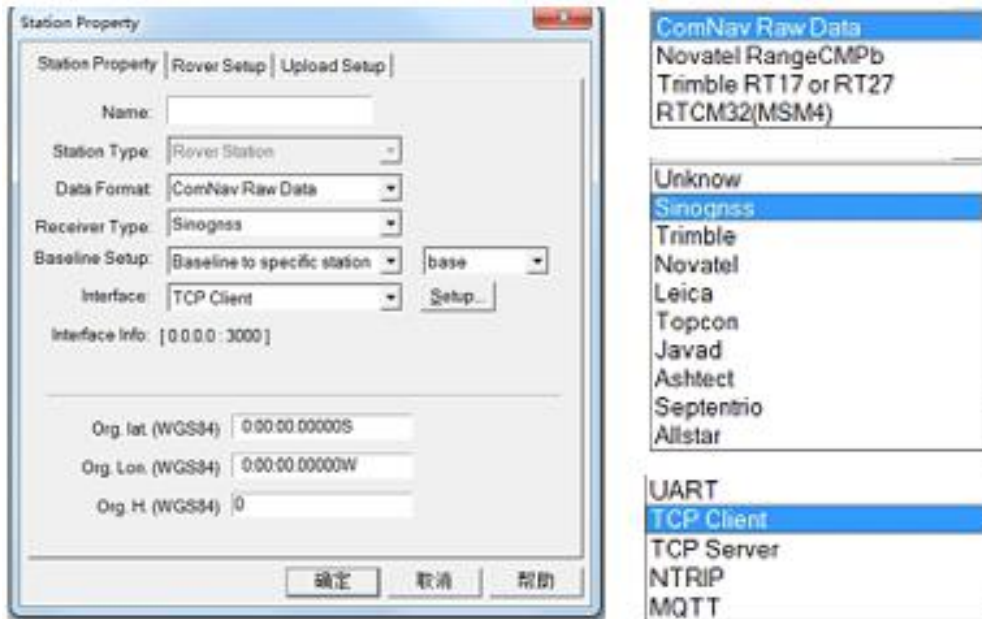 Station Property
Station Property Rover Setup Upload Setup
Name:
Station Type: Rover Station
Data Format: ComNav Raw Data
Receiver Type: Sinognss
Baseline Setup: Baseline to specific station base
Interface: TCP Client Setup...
Interface Info: [ 0.0.0.0 : 3000 ]
Org. lat. (WGS84) 0:00:00.00000S
Org. Lon. (WGS84) 0:00:00.00000W
Org. H. (WGS84) 0
确定 取消 帮助
ComNav Raw Data
Novatel RangeCMPb
Trimble RT17 or RT27
RTCM32(MSM4)
Unknow
Sinognss
Trimble
Novatel
Leica
Topcon
Javad
Ashtect
Septentrio
Allstar
UART
TCP Client
TCP Server
NTRIP
MQTT